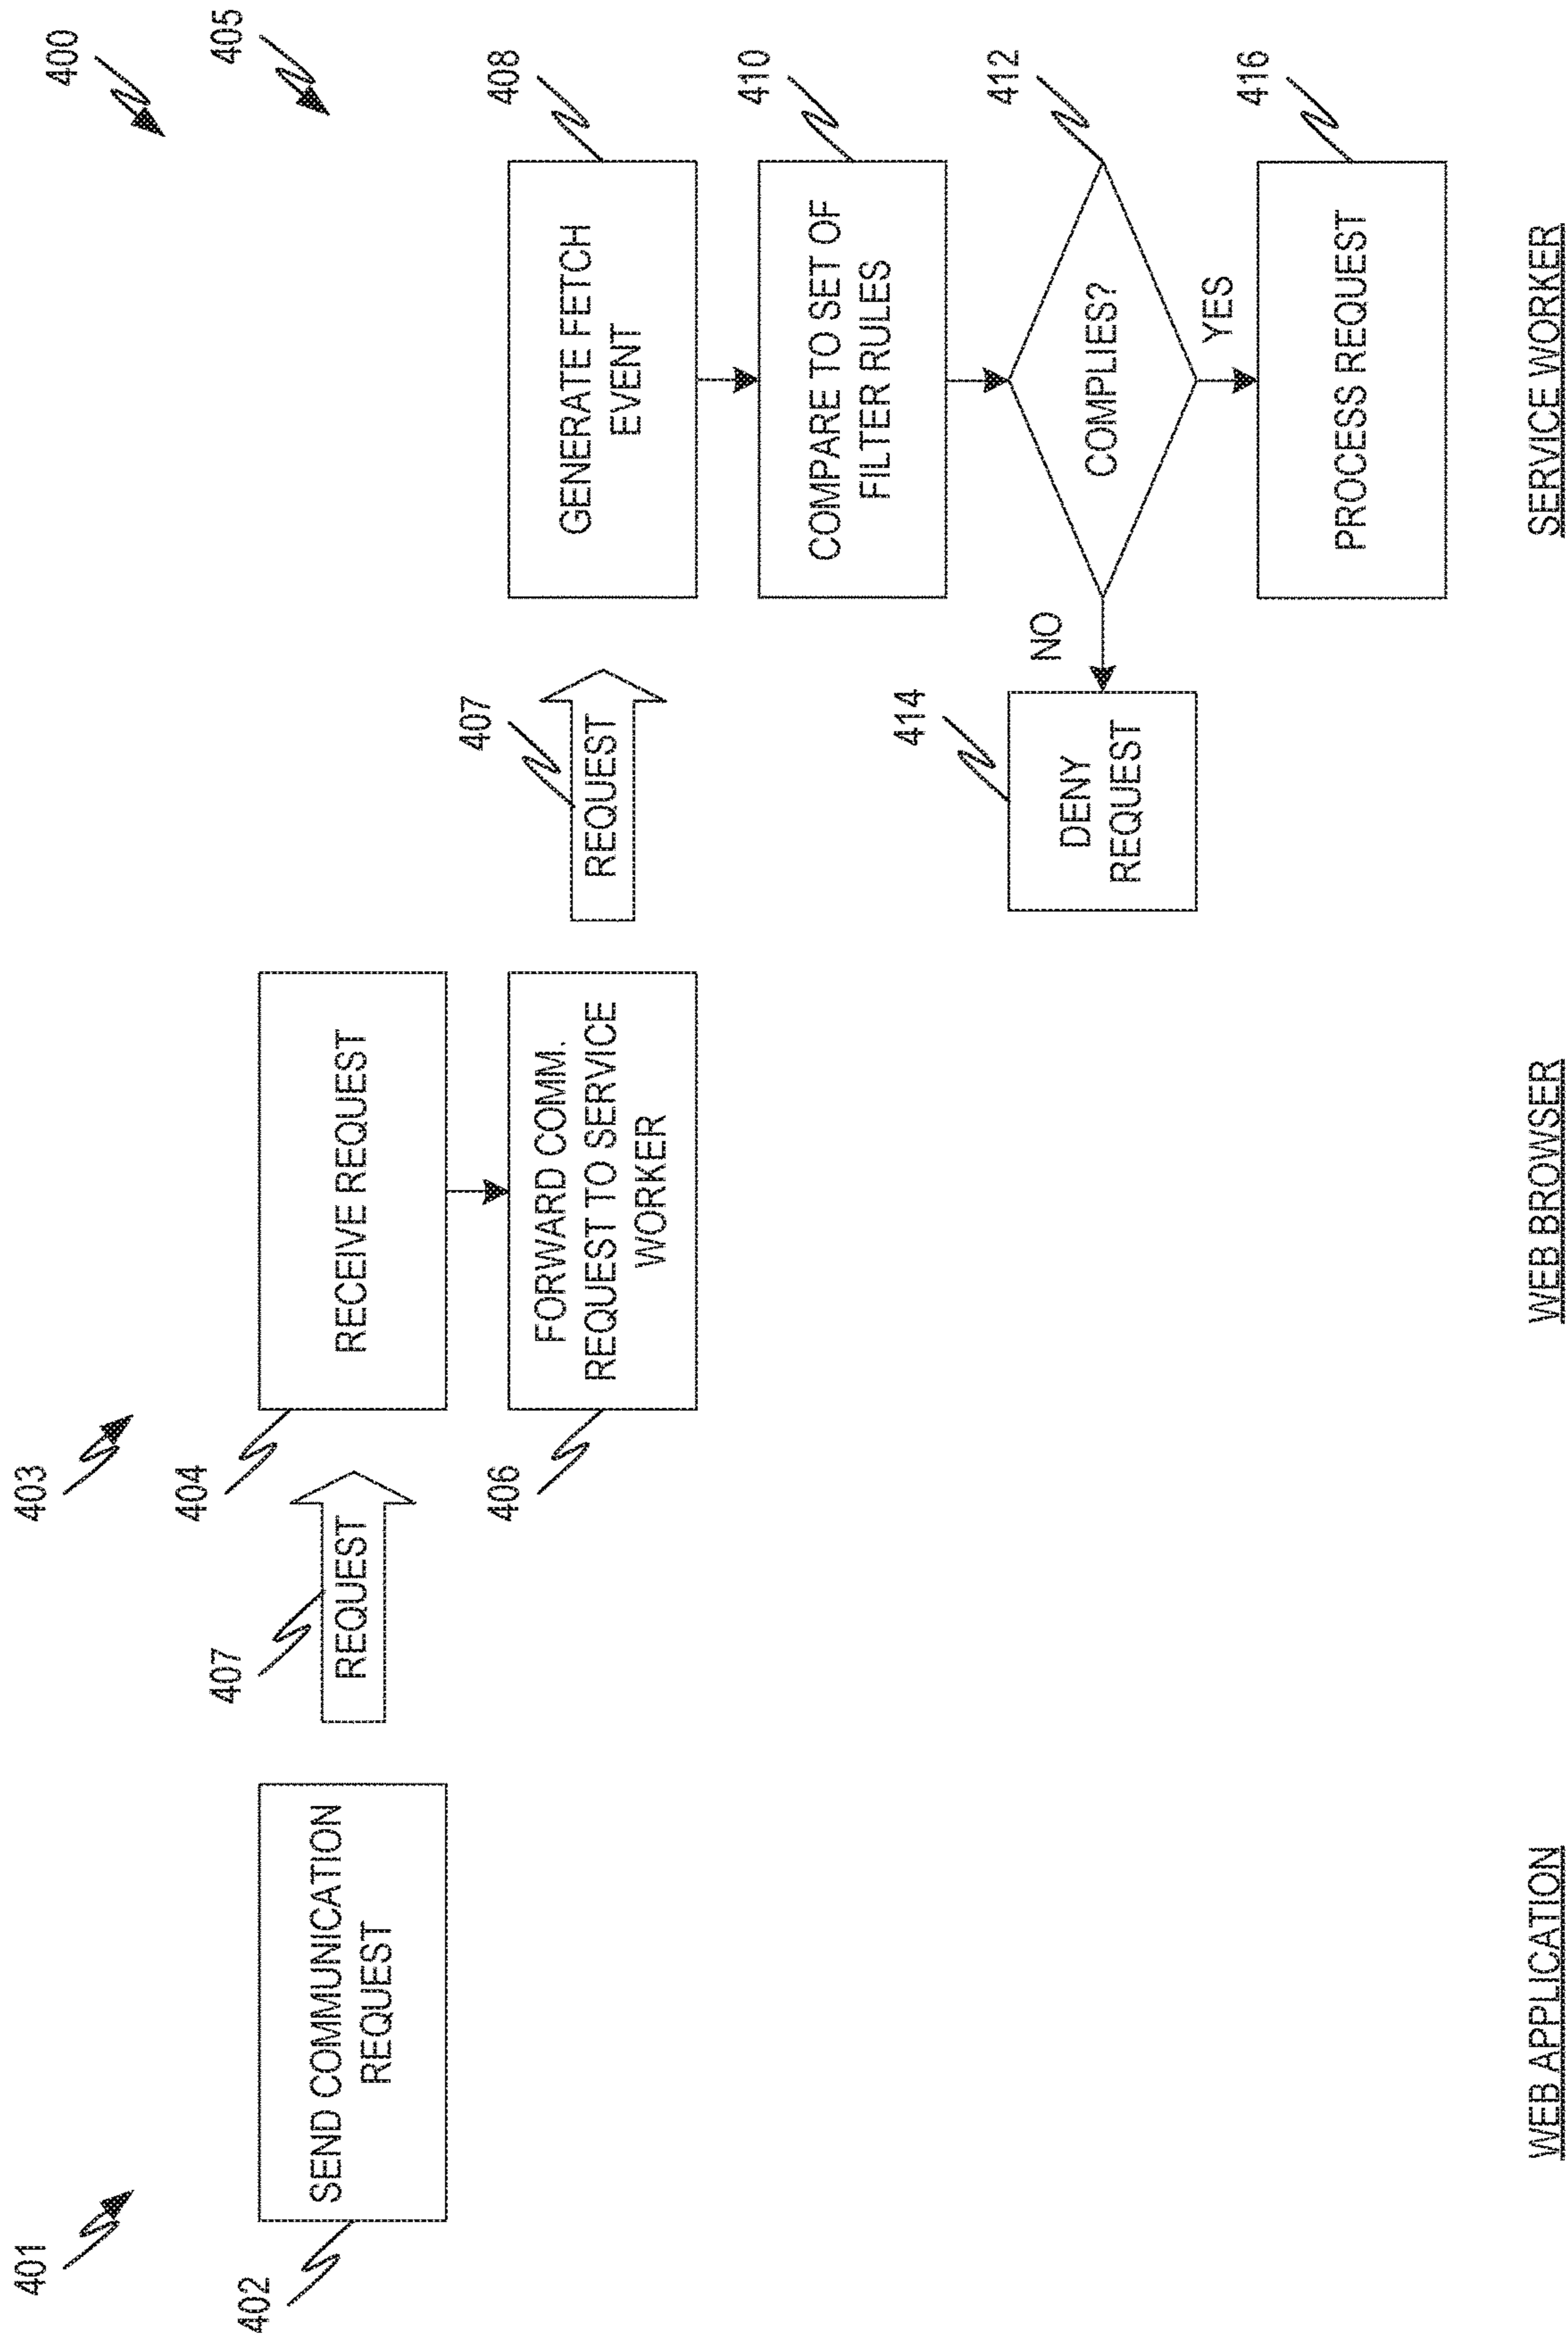 400
401
403
405
402
SEND COMMUNICATION
REQUEST
407
REQUEST
404
RECEIVE REQUEST
406
FORWARD COMM.
REQUEST TO SERVICE
WORKER
407
REQUEST
408
GENERATE FETCH
EVENT
410
COMPARE TO SET OF
FILTER RULES
412
COMPLIES?
NO
YES
414
DENY
REQUEST
416
PROCESS REQUEST
WEB APPLICATION
WEB BROWSER
SERVICE WORKER